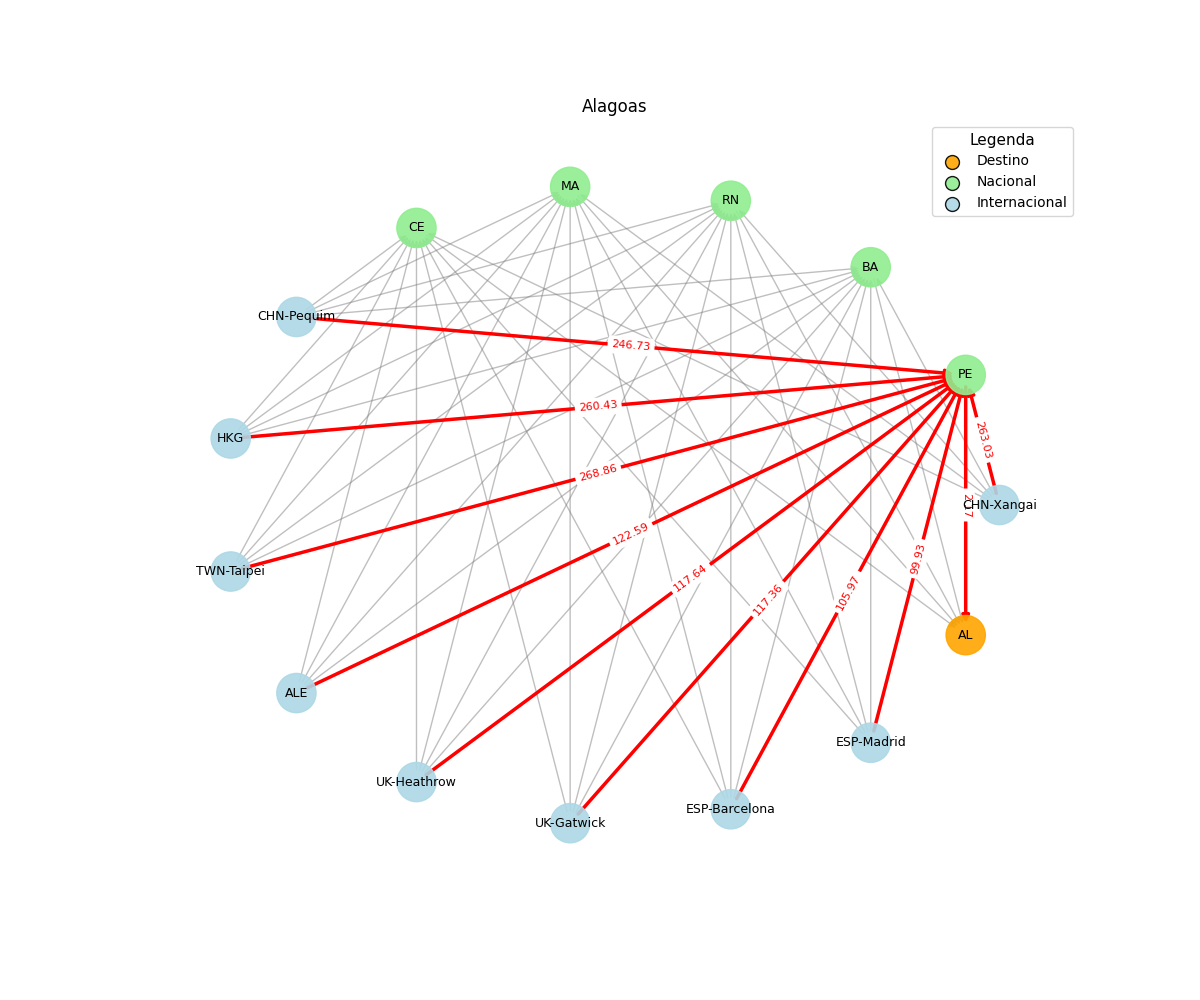 Alagoas
Legenda
Destino
Nacional
Internacional
MA
RN
CE
BA
CHN-Pequim
246.73
PE
260.43
HKG
263.03
268.86
CHN-Xangai
122.59
99.93
TWN-Taipei
117.64
105.97
117.36
AL
ALE
ESP-Madrid
UK-Heathrow
ESP-Barcelona
UK-Gatwick